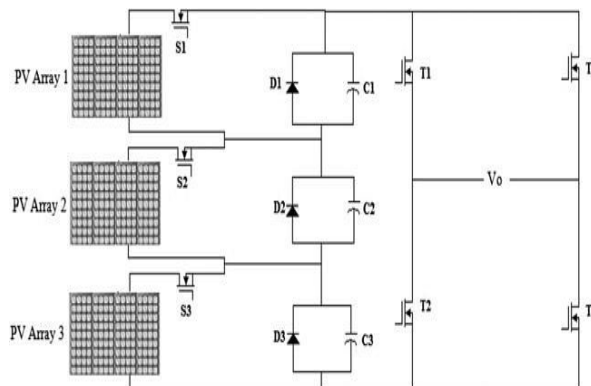 S1
PV Array 1
D1
C1
T1
T
S2
PV Array 2
D2
C2
Vo
S3
PV Array 3
D3
C3
T2
T